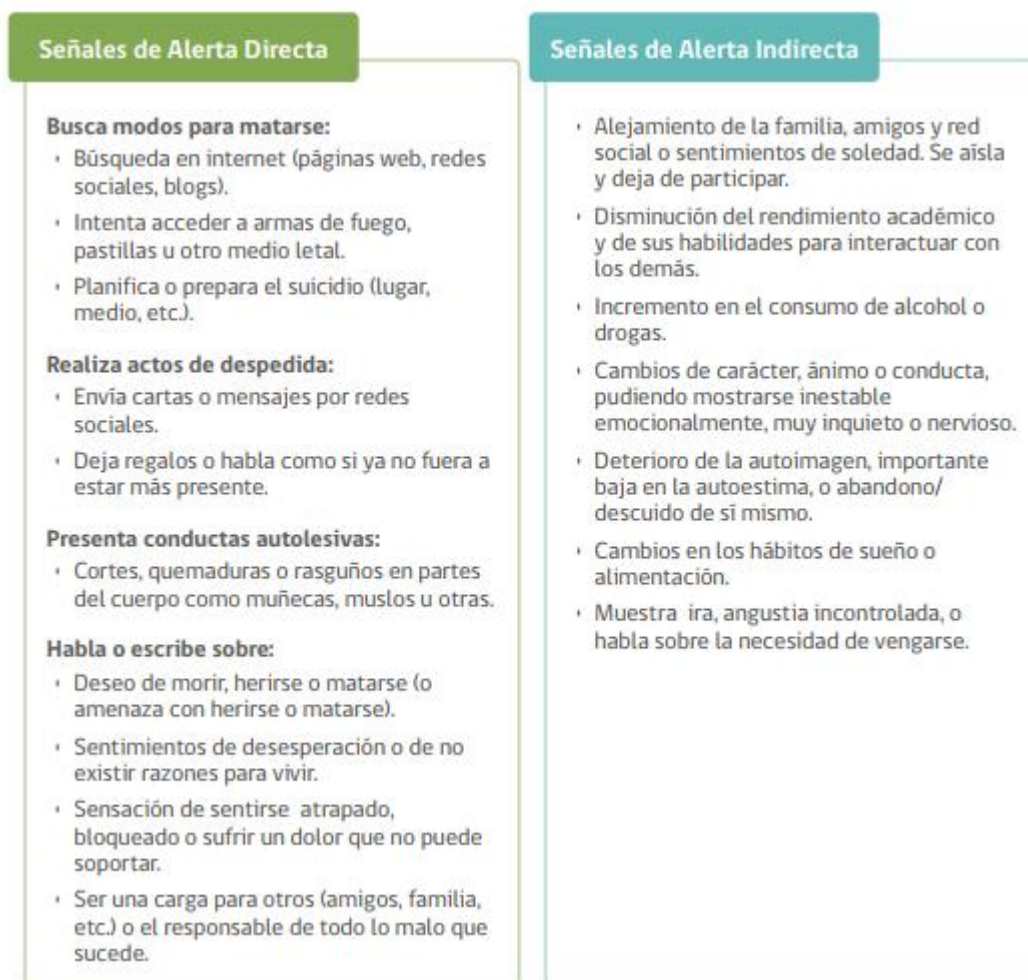 Señales de Alerta Directa
Busca modos para matarse:
· Búsqueda en internet (páginas web, redes
sociales, blogs).
· Intenta acceder a armas de fuego,
pastillas u otro medio letal.
· Planifica o prepara el suicidio (lugar,
medio, etc.).
Realiza actos de despedida:
· Envía cartas o mensajes por redes
sociales.
· Deja regalos o habla como si ya no fuera a
estar más presente.
Presenta conductas autolesivas:
· Cortes, quemaduras o rasguños en partes
del cuerpo como muñecas, muslos u otras.
Habla o escribe sobre:
· Deseo de morir, herirse o matarse (o
amenaza con herirse o matarse).
· Sentimientos de desesperación o de no
existir razones para vivir.
· Sensación de sentirse atrapado,
bloqueado o sufrir un dolor que no puede
soportar.
· Ser una carga para otros (amigos, familia,
etc.) o el responsable de todo lo malo que
sucede.
Señales de Alerta Indirecta
· Alejamiento de la familia, amigos y red
social o sentimientos de soledad. Se aísla
y deja de participar.
· Disminución del rendimiento académico
y de sus habilidades para interactuar con
los demás.
· Incremento en el consumo de alcohol o
drogas.
· Cambios de carácter, ánimo o conducta,
pudiendo mostrarse inestable
emocionalmente, muy inquieto o nervioso.
· Deterioro de la autoimagen, importante
baja en la autoestima, o abandono/
descuido de sí mismo.
· Cambios en los hábitos de sueño o
alimentación.
· Muestra ira, angustia incontrolada, o
habla sobre la necesidad de vengarse.